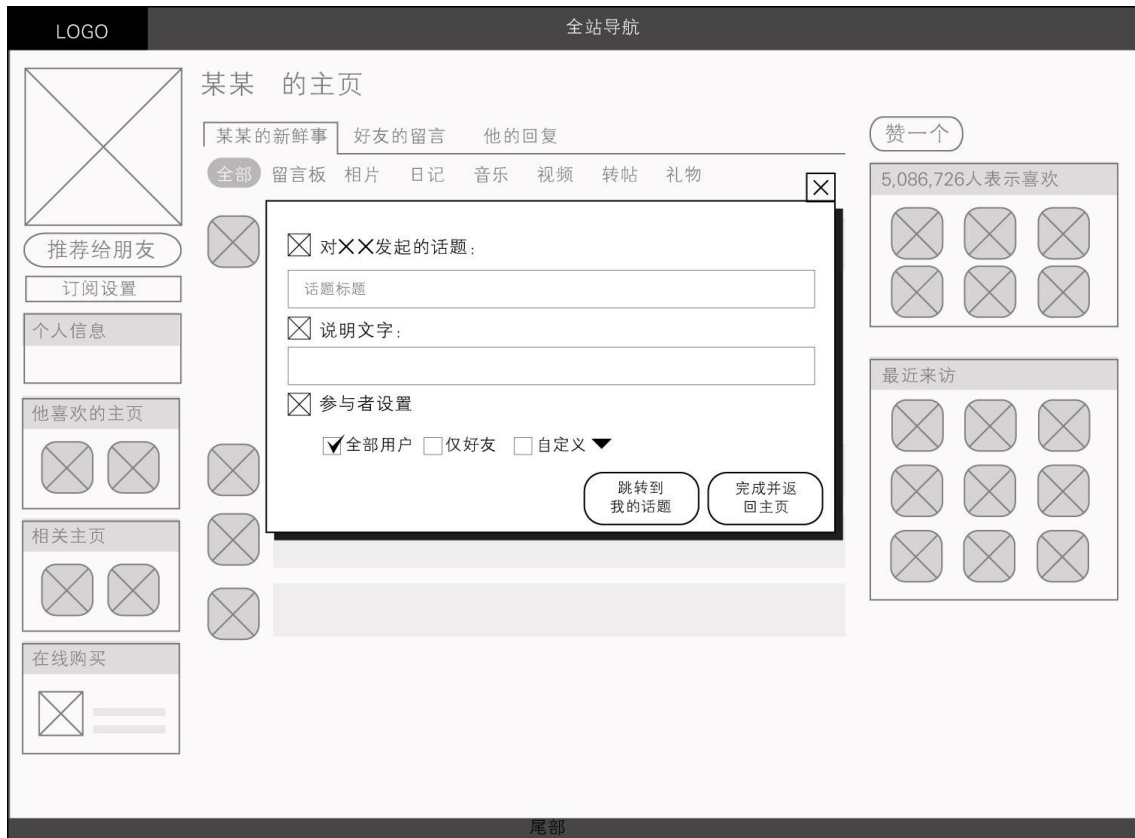 LOGO
全站导航
某某 的主页
某某的新鲜事 好友的留言 他的回复
全部 留言板 相片 日记 音乐 视频 转帖 礼物
推荐给朋友
订阅设置
个人信息
他喜欢的主页
相关主页
在线购买
对××发起的话题：
话题标题
说明文字：
参与者设置
全部用户 仅好友 自定义
跳转到
我的话题
完成并返
回主页
赞一个
5,086,726人表示喜欢
最近来访
尾部